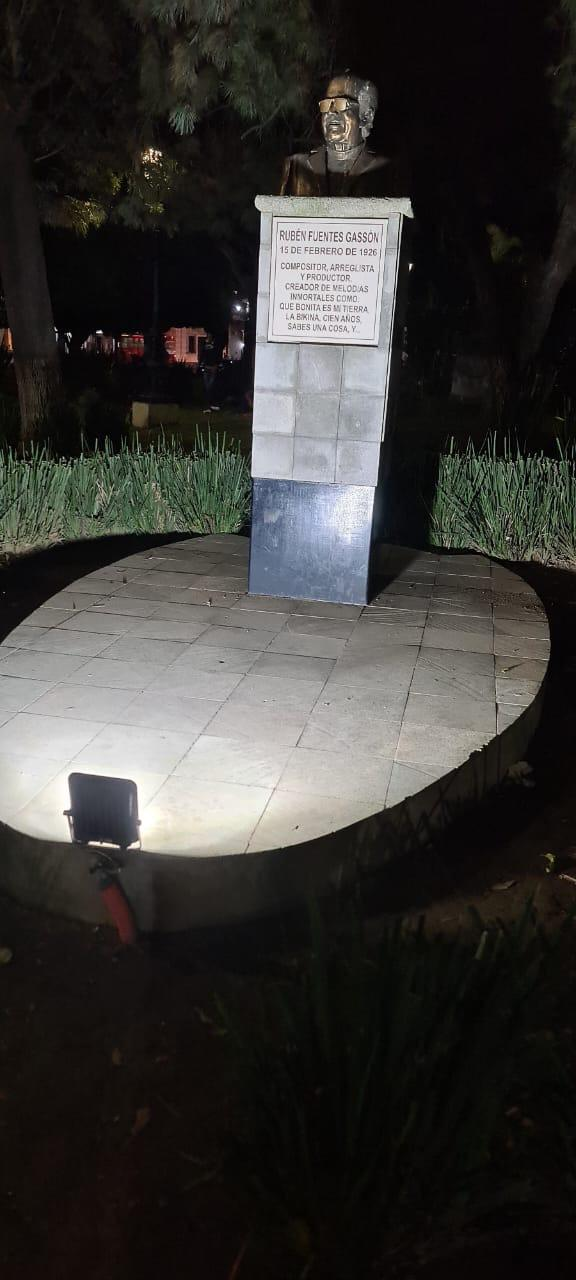 RUBÉN FUENTES GASSÓN
15 DE FEBRERO DE 1926
COMPOSITOR, ARREGLISTA
Y PRODUCTOR.
CREADOR DE MELODIAS
INMORTALES COMO:
QUE BONITA ES MI TIERRA,
LA BIKINA, CIEN AÑOS,
SABES UNA COSA, Y...